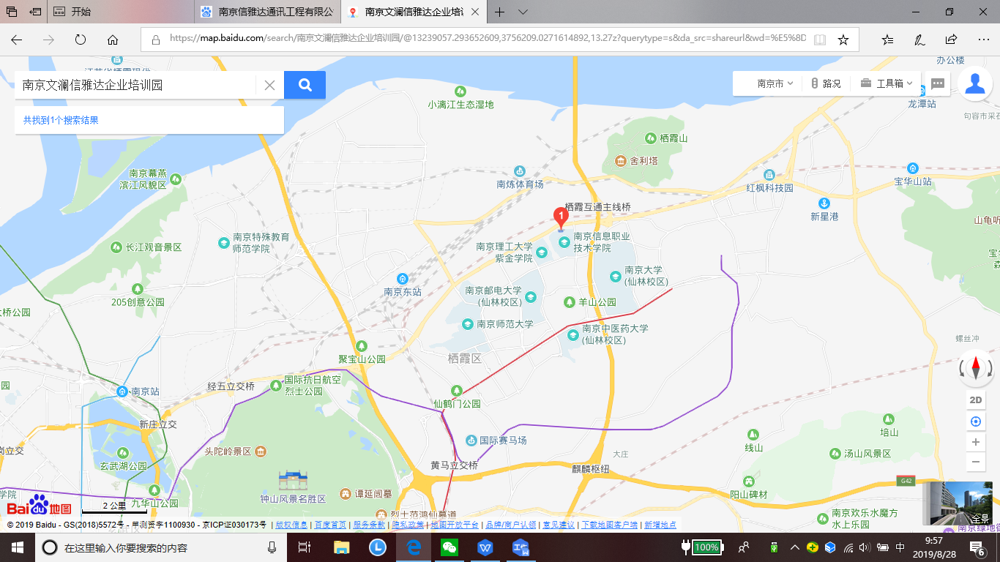 开始
南京信雅达通讯工程有限公
南京文澜信雅达企业培训
https://map.baidu.com/search/南京文澜信雅达企业培训园/@13239057.293652609,3756209.0271614892,13.27z?querytype=s&da_src=shareurl&wd=%E5%8D
南京文澜信雅达企业培训园
共找到1个搜索结果
南京市
路况
工具箱
办公楼
龙潭站
句容市采石
小漓江生态湿地
栖霞山
舍利塔
南京幕燕
滨江风貌区
南炼体育场
红枫科技园
宝华山站
新星港
栖霞互通主线桥
1
山龟听
长江观音景区
南京特殊教育
师范学院
南京理工大学
紫金学院
南京信息职业
技术学院
南京东站
南京大学
(仙林校区)
205创意公园
南京邮电大学
(仙林校区)
羊山公园
大桥公园
南京师范大学
南京中医药大学
(仙林校区)
螺丝冲
聚宝山公园
栖霞区
南京站
经五立交桥
国际抗日航空
烈士公园
仙鹤门公园
2D
新庄立交
头陀岭景区
国际赛马场
线山
培山
玄武湖公园
黄马立交桥
大庄
麒麟枢纽
汤山风景区
G42
钟山风景名胜区
谭延闿墓
阳山碑材
九华山公园
Bai du 地图
2 公里
烈士范鸿仙墓道
南京欢乐水魔方
水上乐园
全景
© 2019 Baidu - GS(2018)5572号 - 甲测资字1100930 - 京ICP证030173号 | 版权信息 | 百度首页 | 服务条款 | 隐私政策 | 地图开放平台 | 品牌/商户认领 | 意见建议 | 下载地图客户端 | 新增地点
在这里输入你要搜索的内容
100%
中
9:57
2019/8/28
6